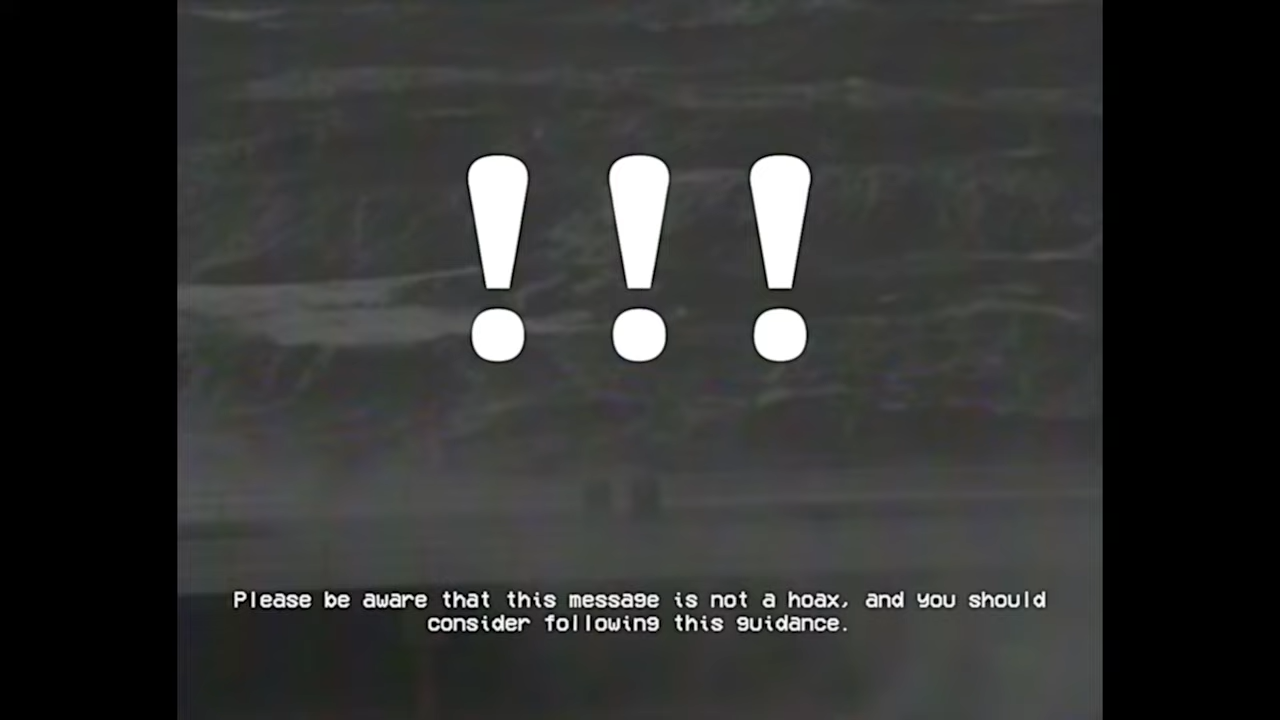 ! ! !
Please be aware that this message is not a hoax, and you should
consider following this guidance.